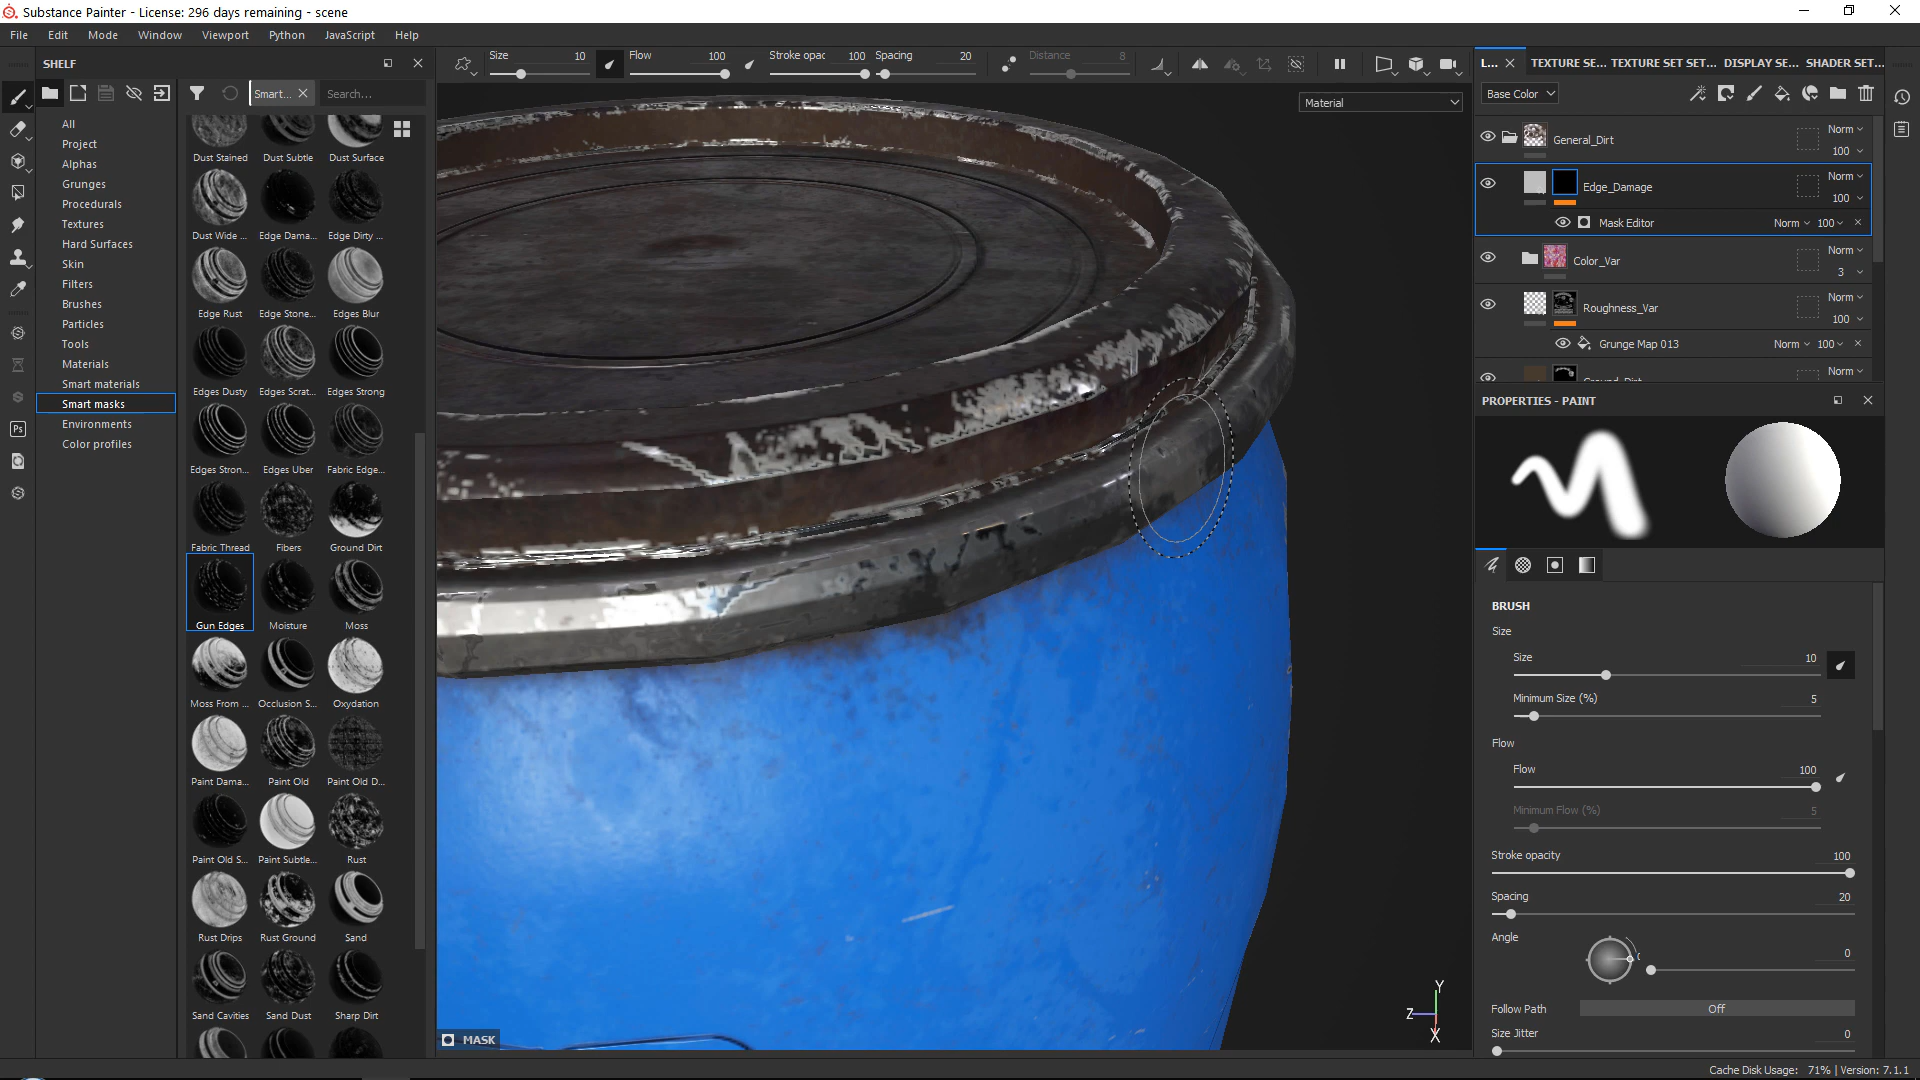 Substance Painter - License: 296 days remaining - scene
File Edit Mode Window Viewport Python JavaScript Help
SHELF
Size 10 Flow 100 Stroke opac 100 Spacing 20 Distance 8
L... TEXTURE SE... TEXTURE SET SET... DISPLAY SE... SHADER SET...
Smart... Search...
Material
Base Color
All
Project
Alphas
Grunges
Procedurals
Textures
Hard Surfaces
Skin
Filters
Brushes
Particles
Tools
Materials
Smart materials
Smart masks
Environments
Color profiles
Ps
Dust Stained Dust Subtle Dust Surface
Dust Wide ... Edge Dama... Edge Dirty ...
Edge Rust Edge Stone... Edges Blur
Edges Dusty Edges Scrat... Edges Strong
Edges Stron... Edges Uber Fabric Edge...
Fabric Thread Fibers Ground Dirt
Gun Edges Moisture Moss
Moss From ... Occlusion S... Oxydation
Paint Dama... Paint Old Paint Old D...
Paint Old S... Paint Subtle... Rust
Rust Drips Rust Ground Sand
Sand Cavities Sand Dust Sharp Dirt
MASK
Y
Z
X
General_Dirt Norm
100
Edge_Damage Norm
100
Mask Editor Norm 100
Color_Var Norm
3
Roughness_Var Norm
100
Grunge Map 013 Norm 100
Ground_Dirt Norm
PROPERTIES - PAINT
BRUSH
Size
Size 10
Minimum Size (%) 5
Flow
Flow 100
Minimum Flow (%) 5
Stroke opacity 100
Spacing 20
Angle 0
Follow Path Off
Size Jitter 0
Cache Disk Usage: 71% | Version: 7.1.1